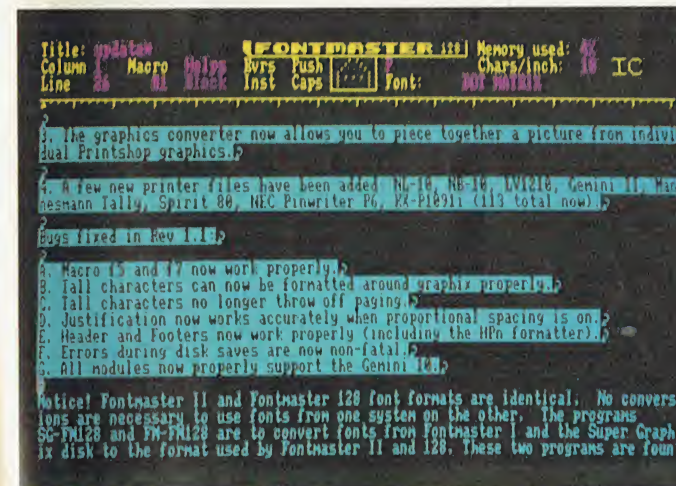 Title: update# FONTMASTER 128 Memory used: 4%
Column 1 Macro Helps Bvrs Push Chars/inch: 10 IC
Line 26 Block Inst Caps Font: DOT MATRIX
3. The graphics converter now allows you to piece together a picture from indivi
dual Printshop graphics.
4. A few new printer files have been added NL-10, NB-10, LV1210, Gemini II, Man
nesmann Tally, Spirit 80, NEC Pinwriter P6, KX-P1091i (113 total now).
Bugs fixed in Rev 1.1:
A. Macro f5 and f7 now work properly.
B. Tall characters can now be formatted around graphix properly.
C. Tall characters no longer throw off paging.
D. Justification now works accurately when proportional spacing is on.
E. Header and Footers now work properly (including the HPn formatter).
F. Errors during disk saves are now non-fatal.
G. All modules now properly support the Gemini 10.
Notice! Fontmaster II and Fontmaster 128 font formats are identical. No convers
ions are necessary to use fonts from one system on the other. The programs
SG-FM128 and FM-FM128 are to convert fonts from Fontmaster I and the Super Graph
ix disk to the format used by Fontmaster II and 128. These two programs are foun